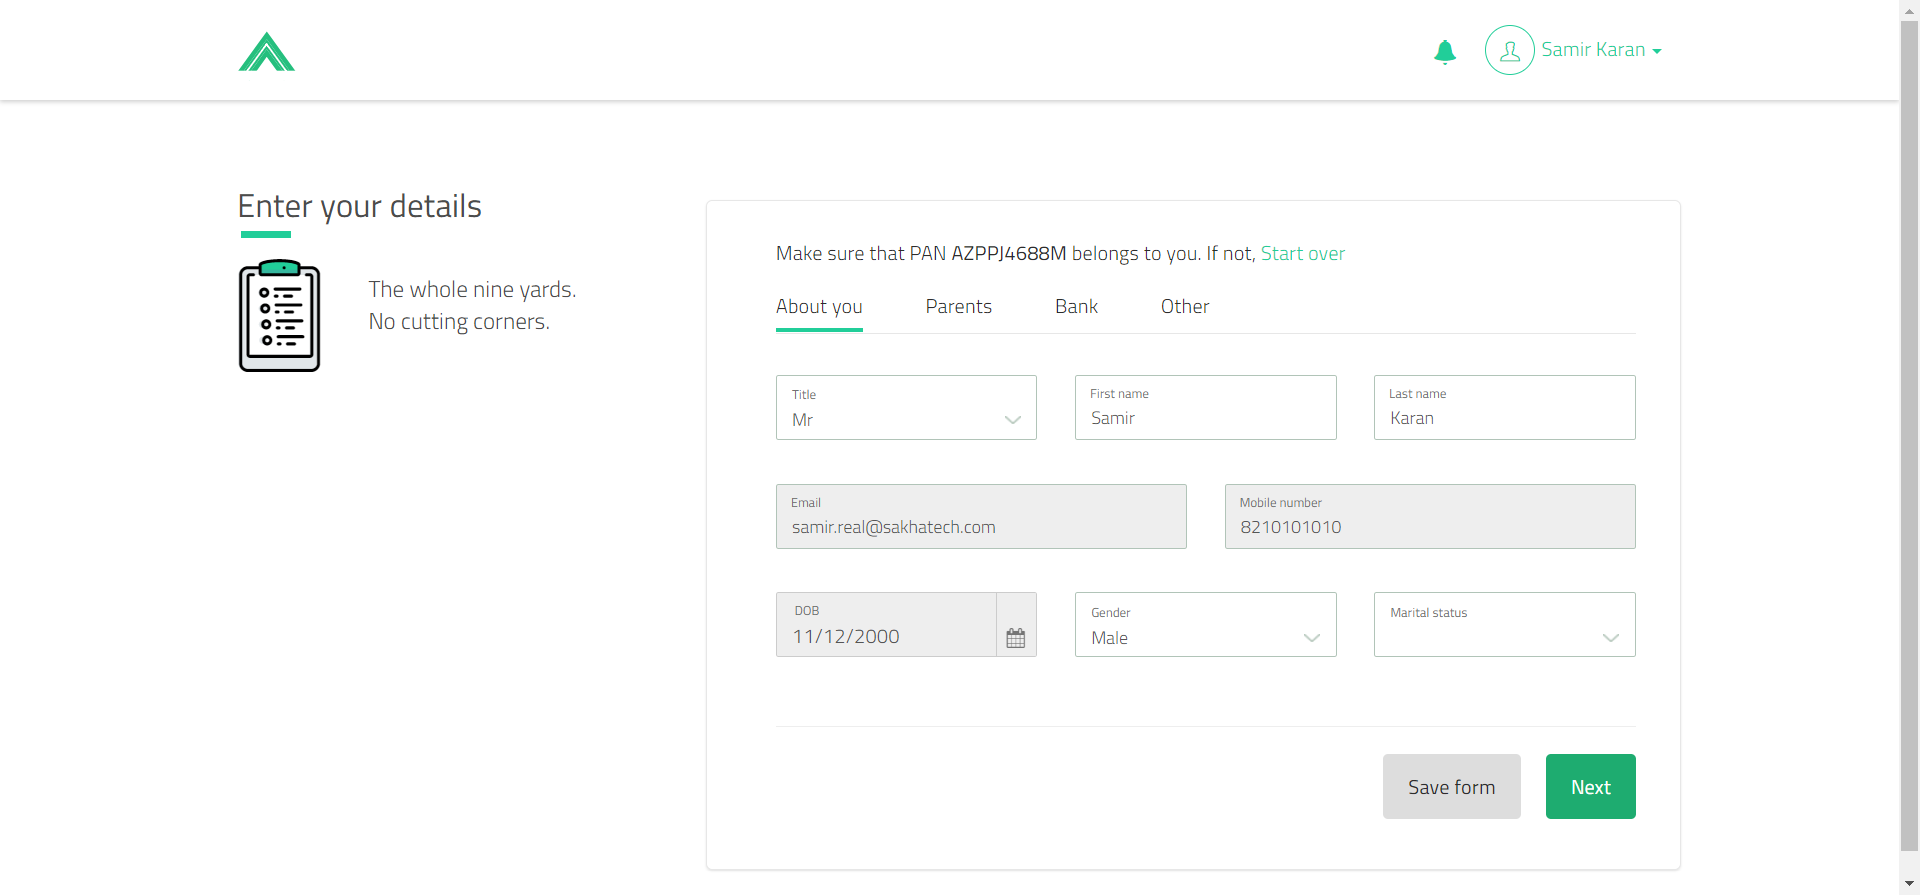 Samir Karan
Enter your details
The whole nine yards.
No cutting corners.
Make sure that PAN AZPPJ4688M belongs to you. If not, Start over
About you Parents Bank Other
Title
Mr
First name
Samir
Last name
Karan
Email
samir.real@sakhatech.com
Mobile number
8210101010
DOB
11/12/2000
Gender
Male
Marital status
Save form
Next